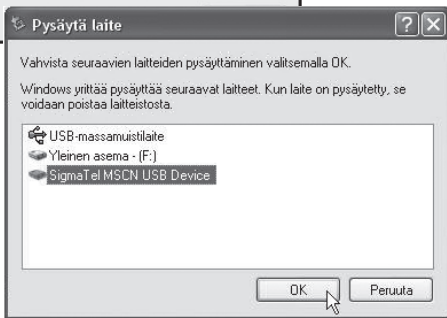 Pysäytä laite
Vahvista seuraavien laitteiden pysäyttäminen valitsemalla OK.
Windows yrittää pysäyttää seuraavat laitteet. Kun laite on pysäytetty, se
voidaan poistaa laitteistosta.
USB-massamuistilaite
Yleinen asema - (F:)
SigmaTel MSCN USB Device
OK
Peruuta